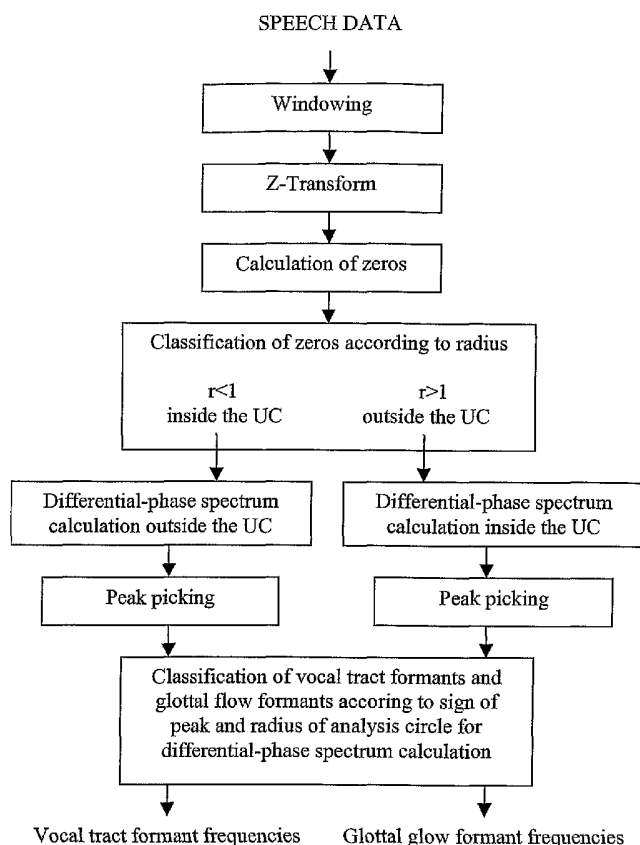 SPEECH DATA
Windowing
Z-Transform
Calculation of zeros
Classification of zeros according to radius
r<1
inside the UC
r>1
outside the UC
Differential-phase spectrum
calculation outside the UC
Differential-phase spectrum
calculation inside the UC
Peak picking
Peak picking
Classification of vocal tract formants and
glottal flow formants accoring to sign of
peak and radius of analysis circle for
differential-phase spectrum calculation
Vocal tract formant frequencies
Glottal glow formant frequencies